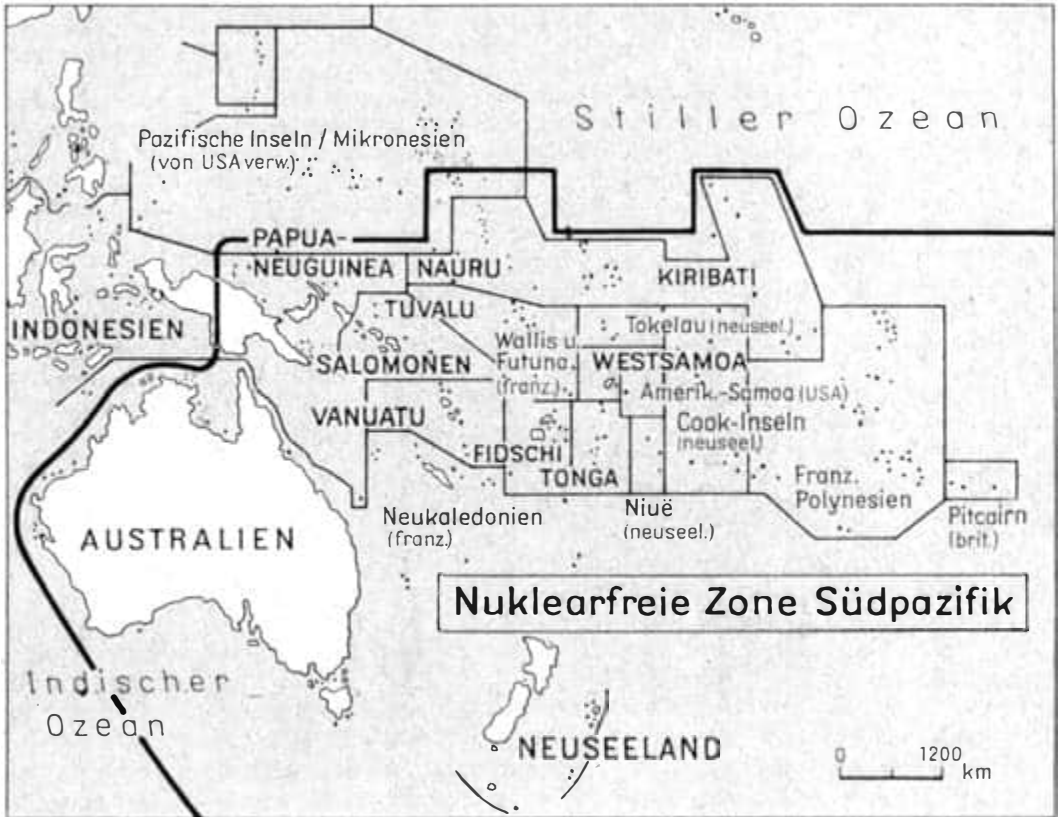 Stiller Ozean
Pazifische Inseln / Mikronesien
(von USA verw.)
PAPUA-
NEUGUINEA
NAURU
KIRIBATI
INDONESIEN
TUVALU
Tokelau (neuseel.)
Wallis u.
Futuna
(franz.)
SALOMOÑEN
WESTSAMOA
Amerik.-Samoa (USA)
VANUATU
Cook-Inseln
(neuseel.)
FIDSCHI
TONGA
Franz.
Polynesien
Niuë
(neuseel.)
Pitcairn
(brit.)
Neukaledonien
(franz.)
AUSTRALIEN
Nuklearfreie Zone Südpazifik
Indischer
Ozean
NEUSEELAND
0 1200
km